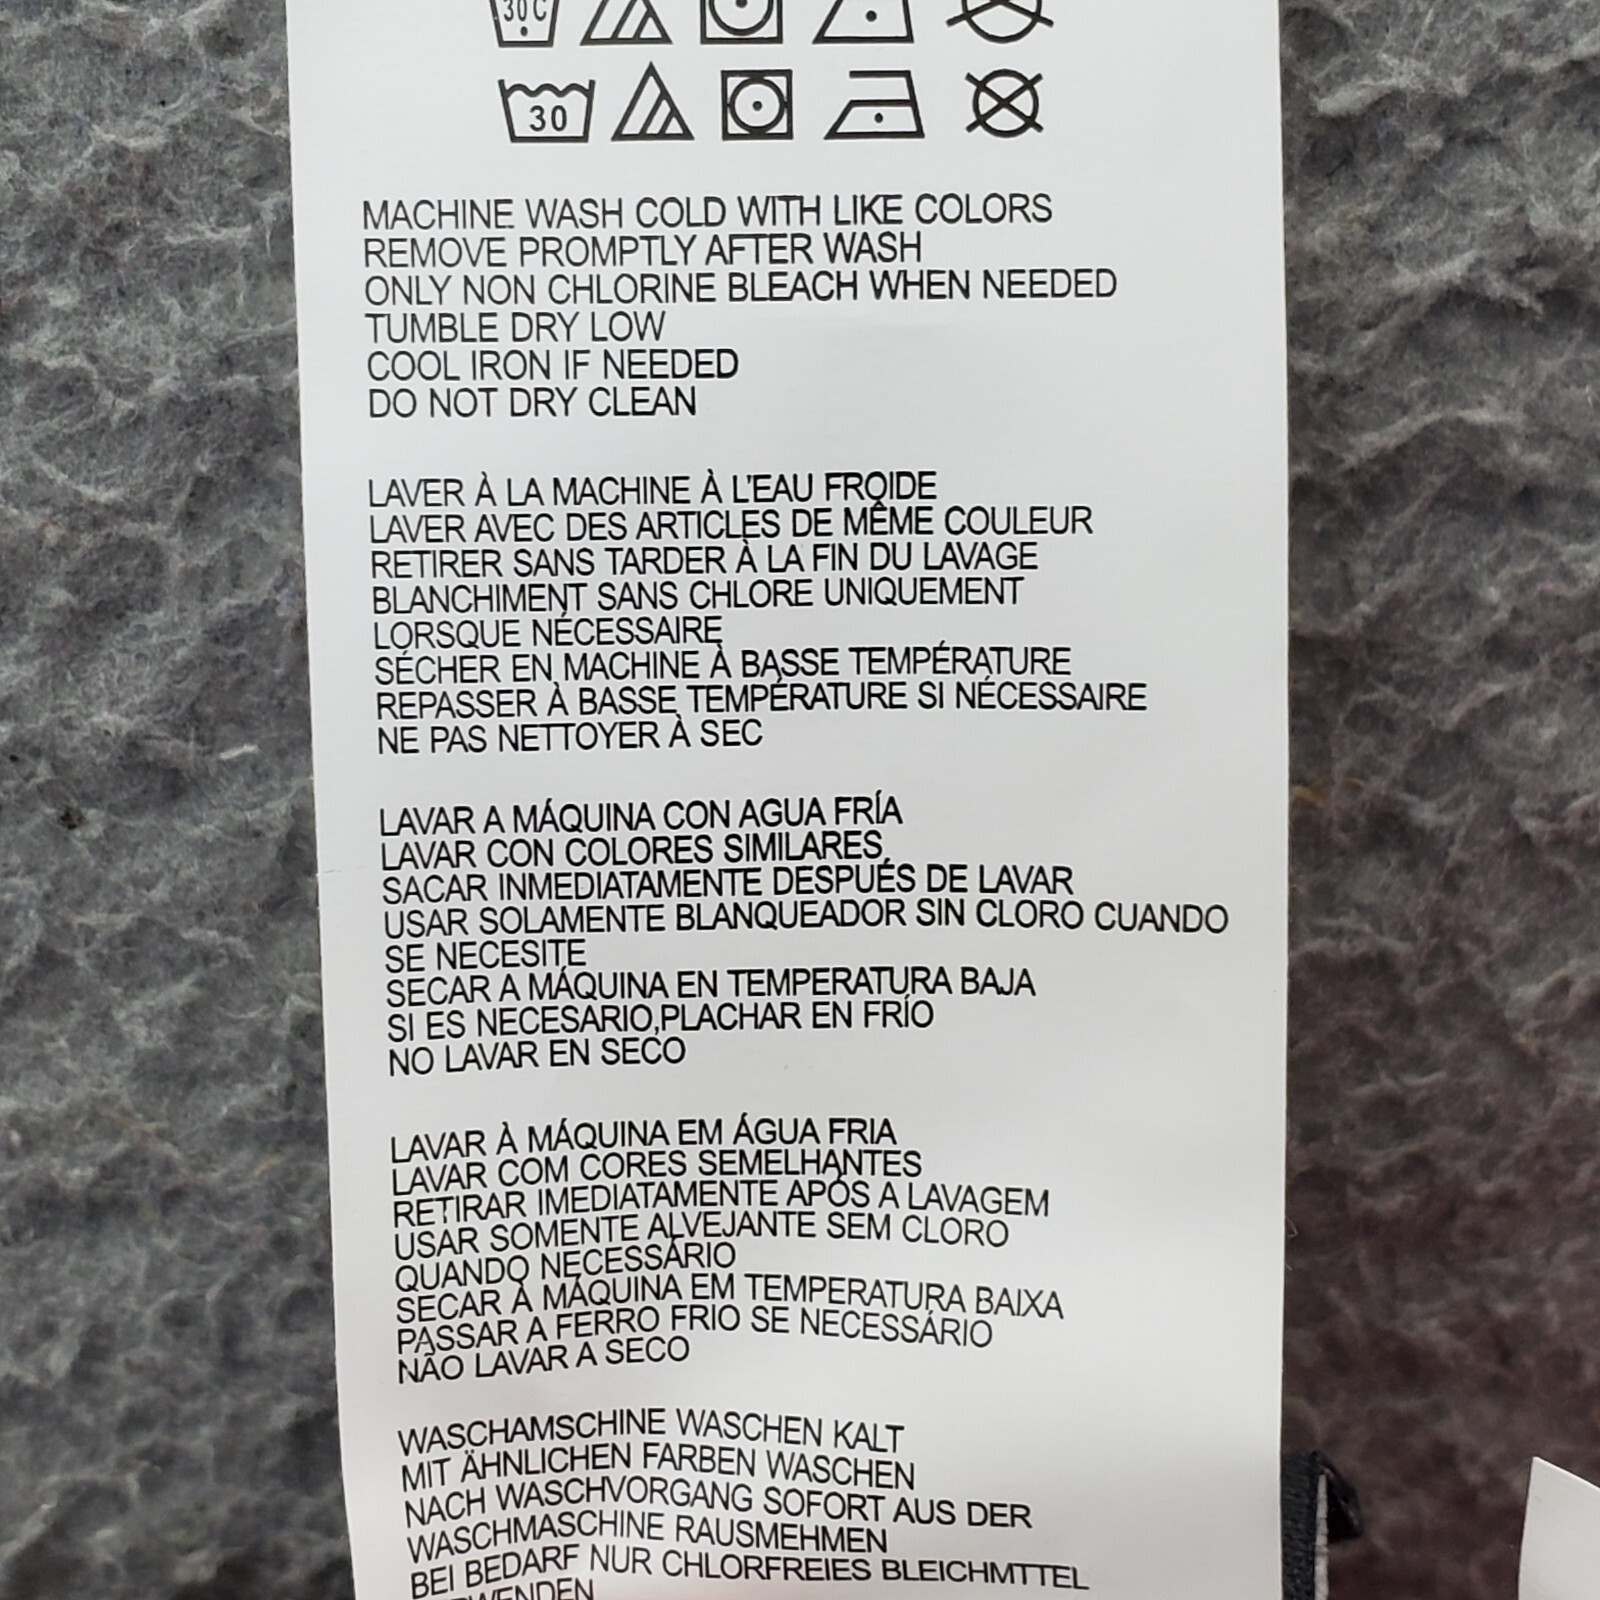 30C
30
MACHINE WASH COLD WITH LIKE COLORS
REMOVE PROMPTLY AFTER WASH
ONLY NON CHLORINE BLEACH WHEN NEEDED
TUMBLE DRY LOW
COOL IRON IF NEEDED
DO NOT DRY CLEAN
LAVER À LA MACHINE À L'EAU FROIDE
LAVER AVEC DES ARTICLES DE MÊME COULEUR
RETIRER SANS TARDER À LA FIN DU LAVAGE
BLANCHIMENT SANS CHLORE UNIQUEMENT
LORSQUE NÉCESSAIRE
SÉCHER EN MACHINE À BASSE TEMPÉRATURE
REPASSER À BASSE TEMPÉRATURE SI NÉCESSAIRE
NE PAS NETTOYER À SEC
LAVAR A MÁQUINA CON AGUA FRÍA
LAVAR CON COLORES SIMILARES
SACAR INMEDIATAMENTE DESPUÉS DE LAVAR
USAR SOLAMENTE BLANQUEADOR SIN CLORO CUANDO
SE NECESITE
SECAR A MÁQUINA EN TEMPERATURA BAJA
SI ES NECESARIO,PLACHAR EN FRÍO
NO LAVAR EN SECO
LAVAR À MÁQUINA EM ÁGUA FRIA
LAVAR COM CORES SEMELHANTES
RETIRAR IMEDIATAMENTE APÓS A LAVAGEM
USAR SOMENTE ALVEJANTE SEM CLORO
QUANDO NECESSÁRIO
SECAR À MÁQUINA EM TEMPERATURA BAIXA
PASSAR A FERRO FRIO SE NECESSÁRIO
NÃO LAVAR A SECO
WASCHAMSCHINE WASCHEN KALT
MIT ÄHNLICHEN FARBEN WASCHEN
NACH WASCHVORGANG SOFORT AUS DER
WASCHMASCHINE RAUSMEHMEN
BEI BEDARF NUR CHLORFREIES BLEICHMTTEL